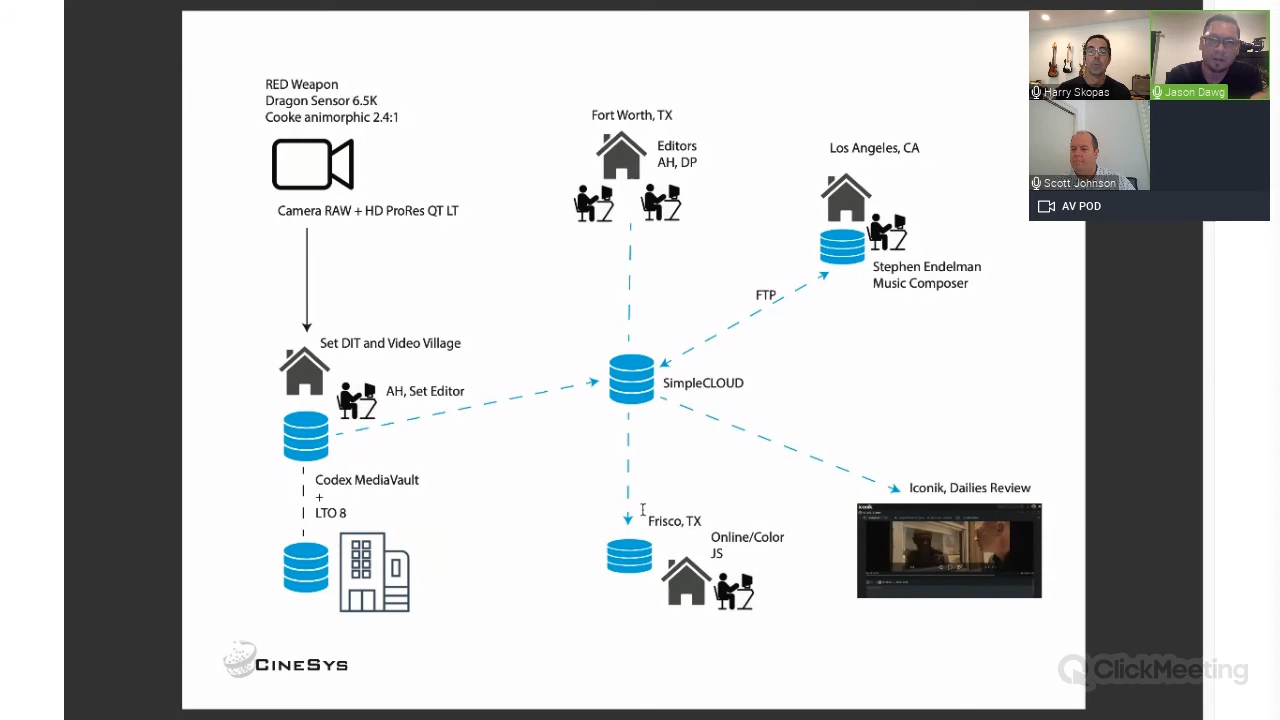 RED Weapon
Dragon Sensor 6.5K
Cooke animorphic 2.4:1
Camera RAW + HD ProRes QT LT
Set DIT and Video Village
AH, Set Editor
Codex MediaVault
+
LTO 8
Fort Worth, TX
Editors
AH, DP
SimpleCLOUD
FTP
Los Angeles, CA
Stephen Endelman
Music Composer
Frisco, TX
Online/Color
JS
Iconik, Dailies Review
iconik
CINESYS
Harry Skopas
Jason Dawg
Scott Johnson
AV POD
ClickMeeting